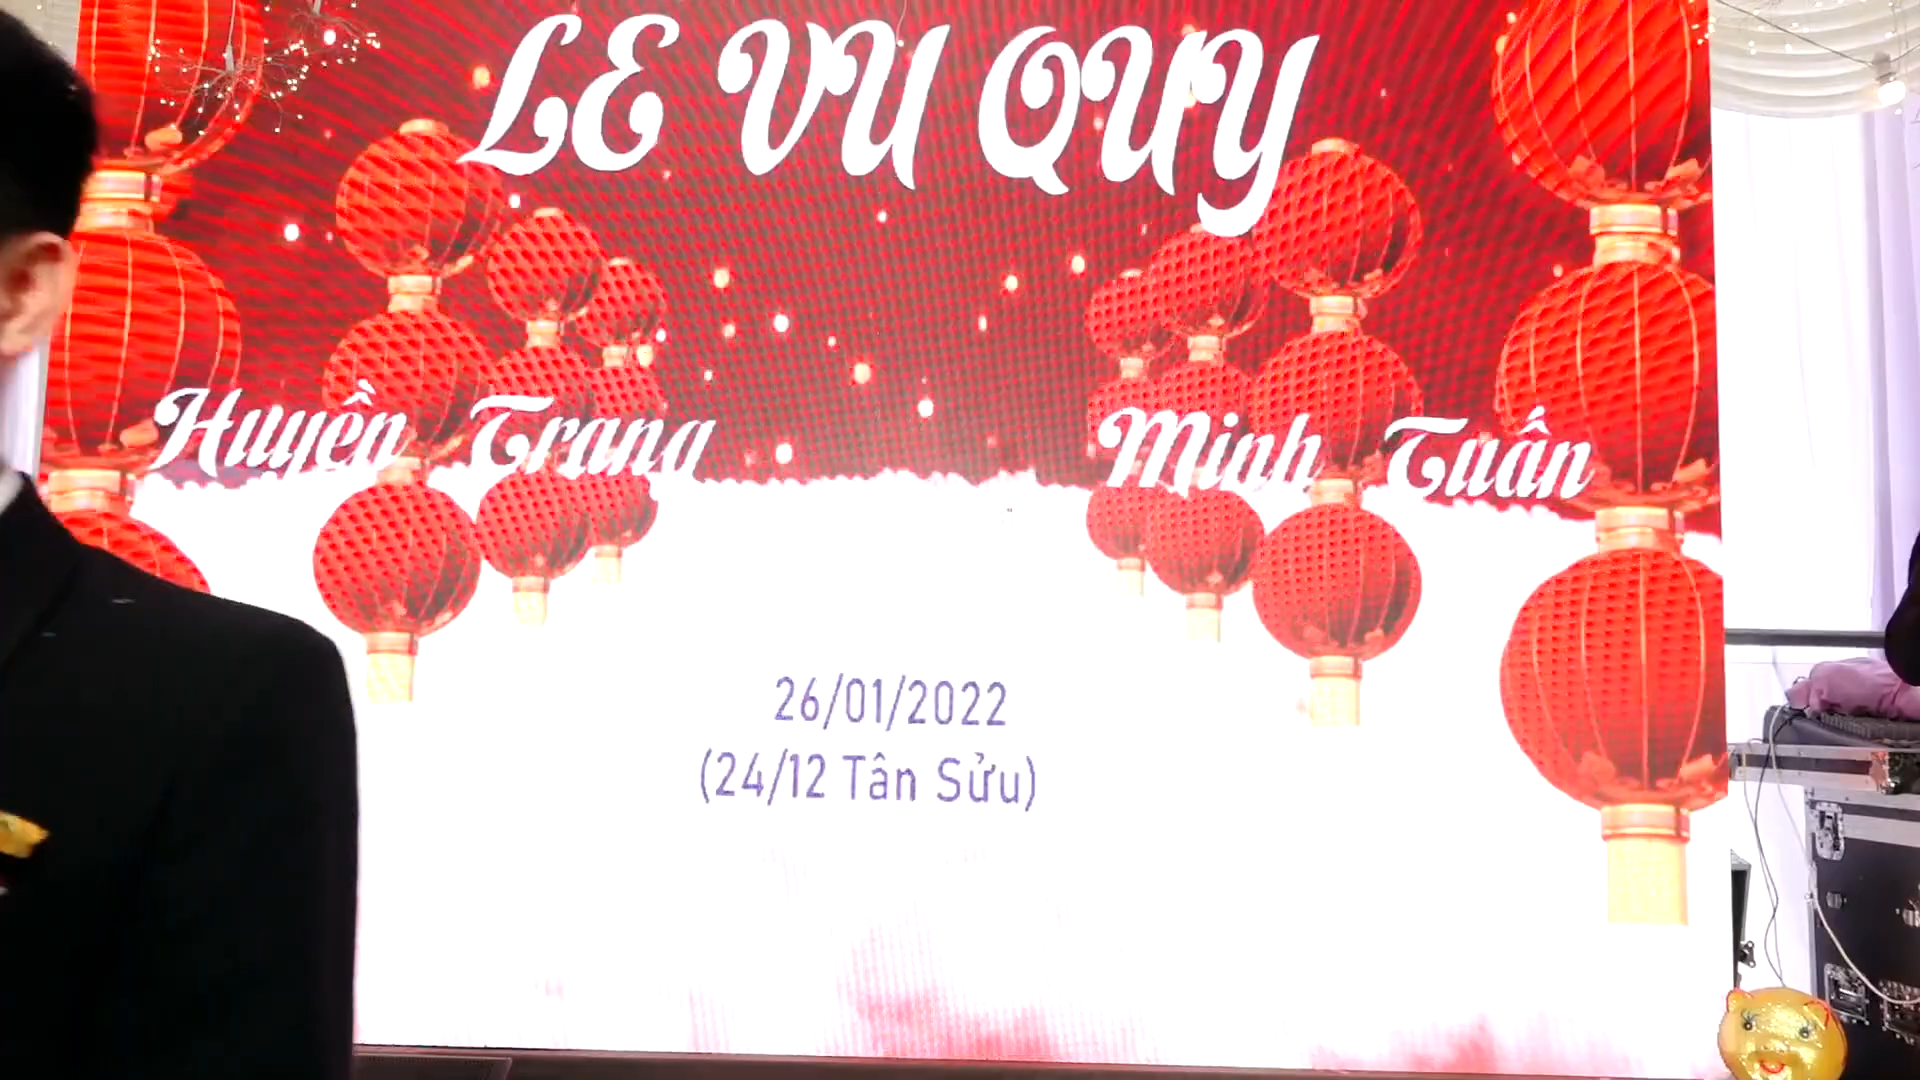 LE VU QUY
Huyền Trang
Minh Tuấn
26/01/2022
(24/12 Tân Sửu)